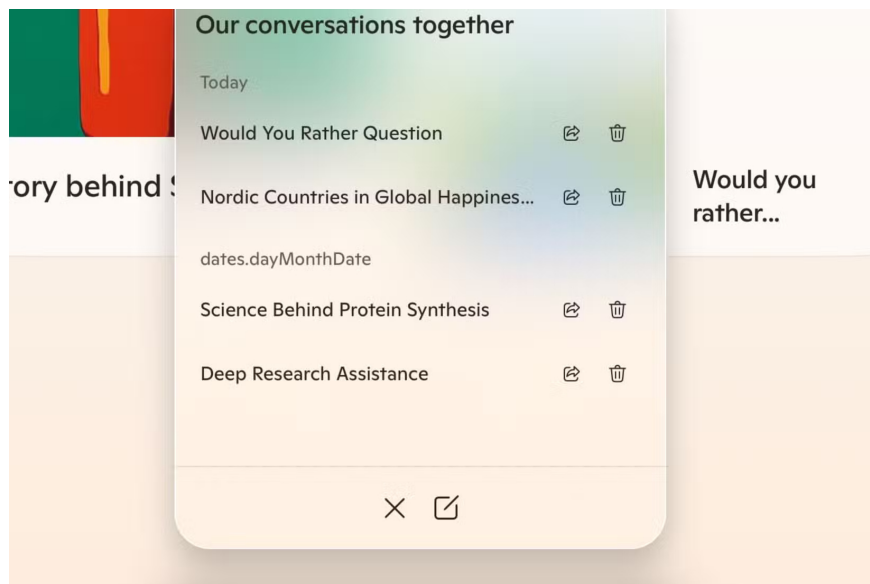 Our conversations together
Today
Would You Rather Question
Nordic Countries in Global Happines...
dates.dayMonthDate
Science Behind Protein Synthesis
Deep Research Assistance
ory behind
Would you
rather...